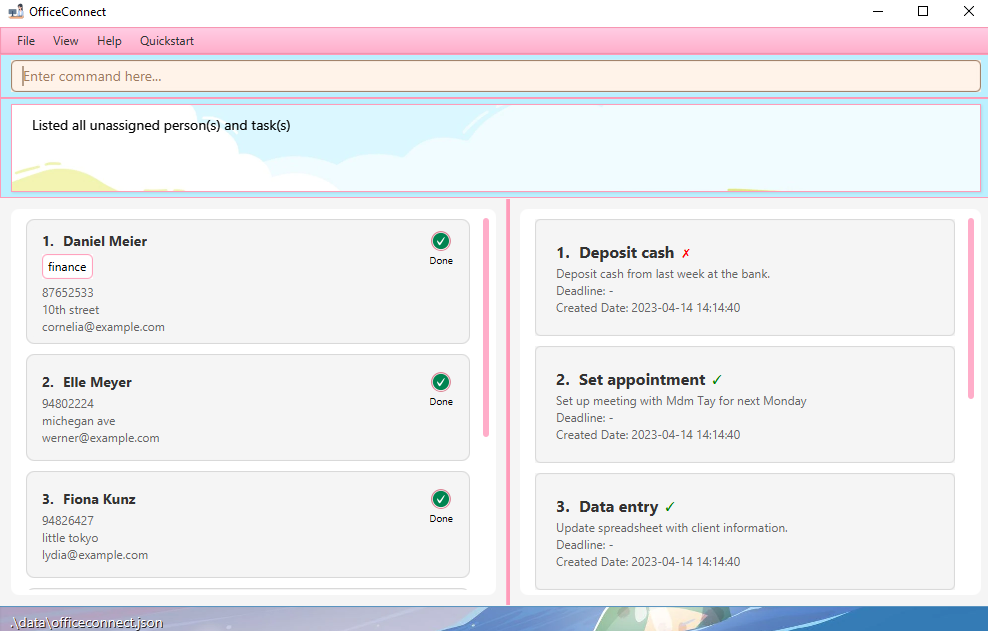 OfficeConnect
File View Help Quickstart
Enter command here...
Listed all unassigned person(s) and task(s)
1. Daniel Meier
Done
finance
87652533
10th street
cornelia@example.com
2. Elle Meyer
Done
94802224
michegan ave
werner@example.com
3. Fiona Kunz
Done
94826427
little tokyo
lydia@example.com
1. Deposit cash ✗
Deposit cash from last week at the bank.
Deadline: -
Created Date: 2023-04-14 14:14:40
2. Set appointment ✓
Set up meeting with Mdm Tay for next Monday
Deadline: -
Created Date: 2023-04-14 14:14:40
3. Data entry ✓
Update spreadsheet with client information.
Deadline: -
Created Date: 2023-04-14 14:14:40
.\data\officeconnect.json